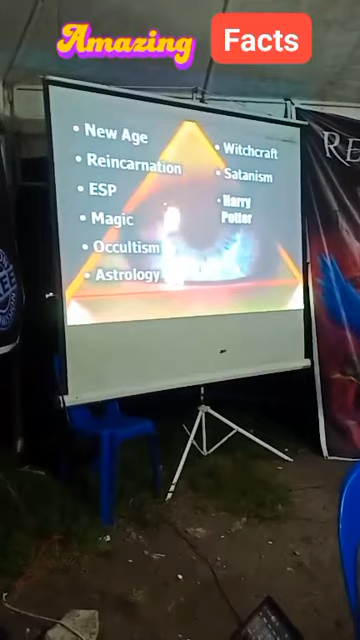 Amazing
Facts
• New Age
• Reincarnation
• ESP
• Magic
• Occultism
• Astrology
• Witchcraft
• Satanism
• Harry
Potter
RE